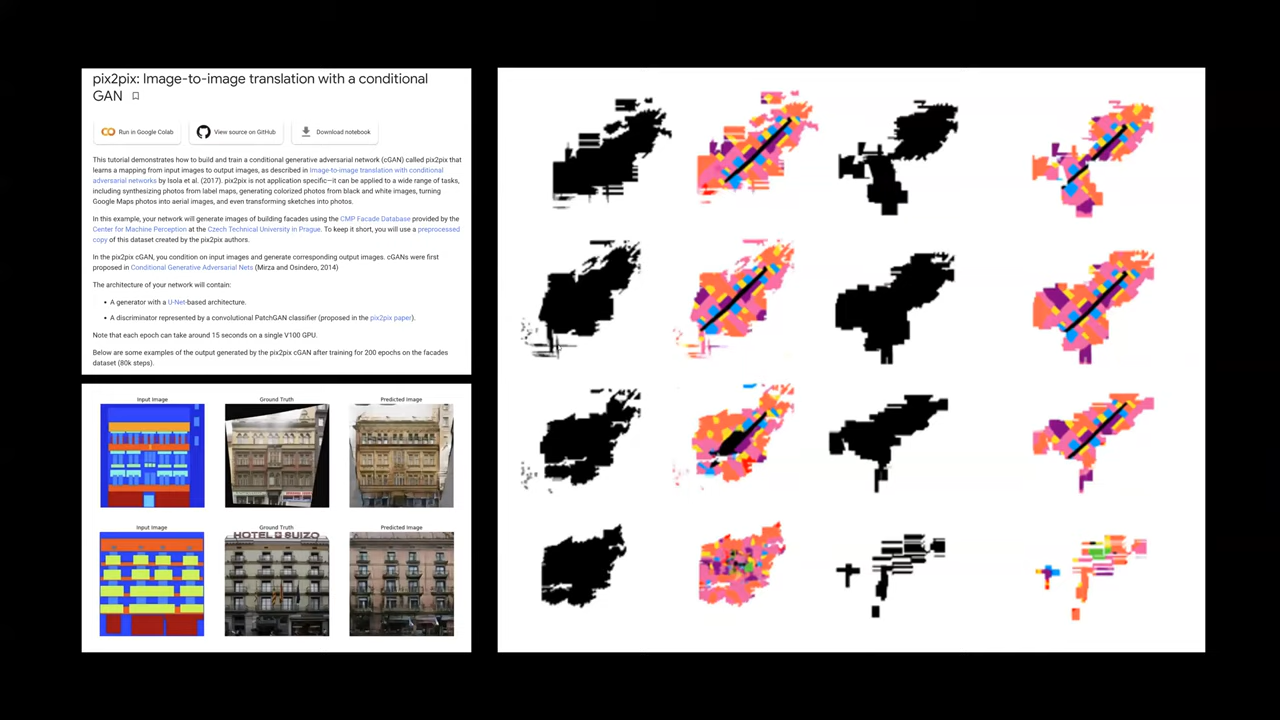 pix2pix: Image-to-image translation with a conditional
GAN
Run in Google Colab
View source on GitHub
Download notebook
This tutorial demonstrates how to build and train a conditional generative adversarial network (cGAN) called pix2pix that
learns a mapping from input images to output images, as described in Image-to-image translation with conditional
adversarial networks by Isola et al. (2017). pix2pix is not application specific—it can be applied to a wide range of tasks,
including synthesizing photos from label maps, generating colorized photos from black and white images, turning
Google Maps photos into aerial images, and even transforming sketches into photos.
In this example, your network will generate images of building facades using the CMP Facade Database provided by the
Center for Machine Perception at the Czech Technical University in Prague. To keep it short, you will use a preprocessed
copy of this dataset created by the pix2pix authors.
In the pix2pix cGAN, you condition on input images and generate corresponding output images. cGANs were first
proposed in Conditional Generative Adversarial Nets (Mirza and Osindero, 2014)
The architecture of your network will contain:
• A generator with a U-Net-based architecture.
• A discriminator represented by a convolutional PatchGAN classifier (proposed in the pix2pix paper).
Note that each epoch can take around 15 seconds on a single V100 GPU.
Below are some examples of the output generated by the pix2pix cGAN after training for 200 epochs on the facades
dataset (80k steps).
Input Image
Ground Truth
Predicted Image
Input Image
Ground Truth
Predicted Image
HOTEL SUIZO